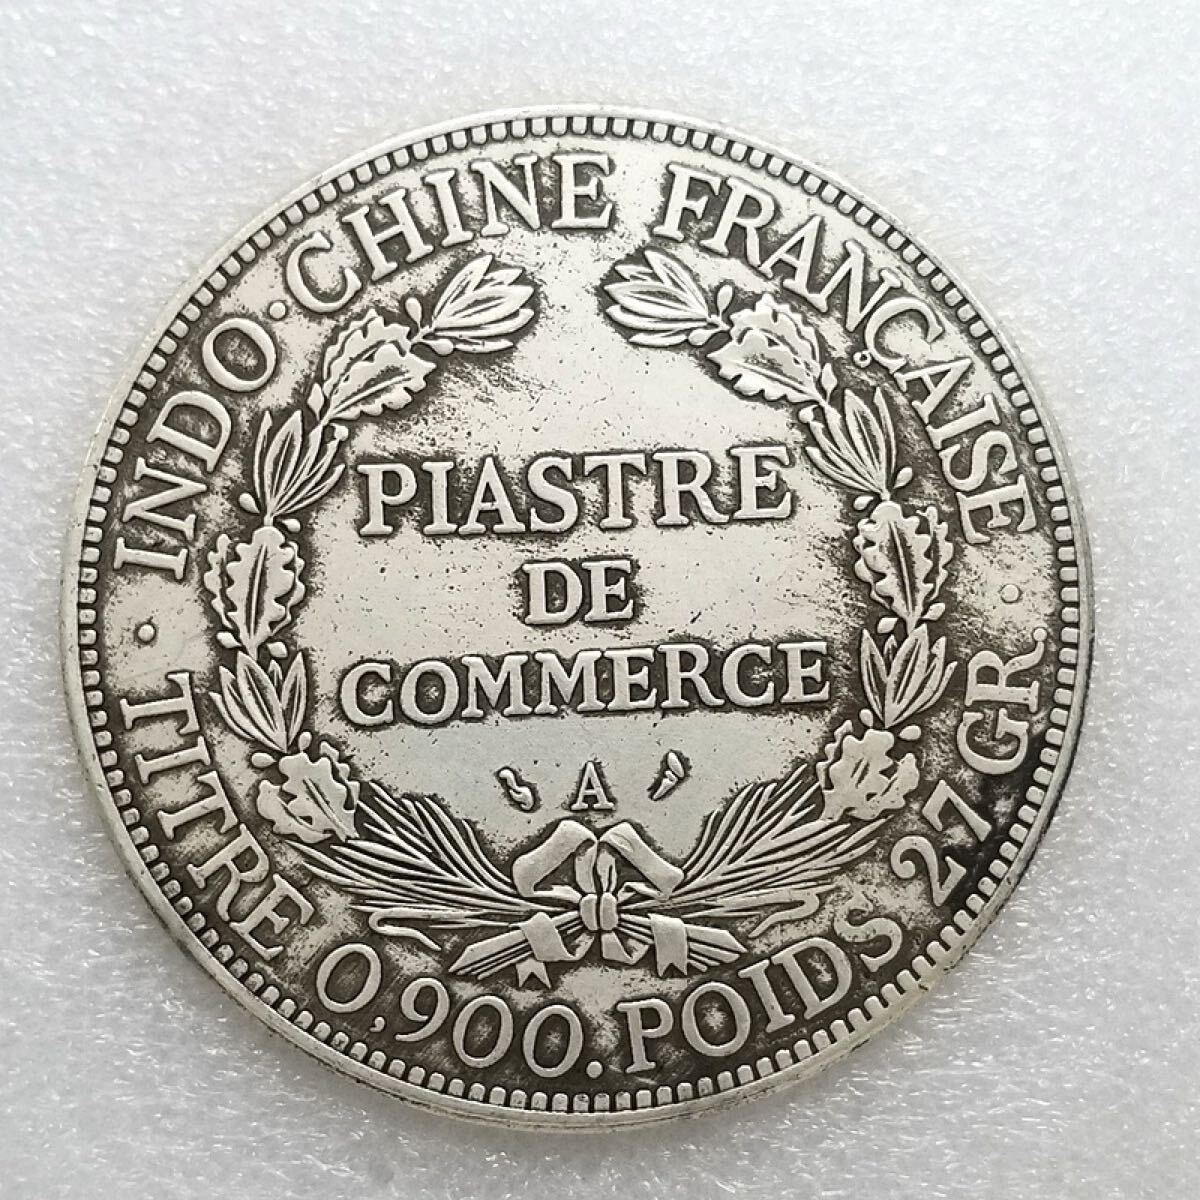 INDO·CHINE FRANÇAISE
PIASTRE
DE
COMMERCE
A
TITRE 0,900. POIDS 27 GR.